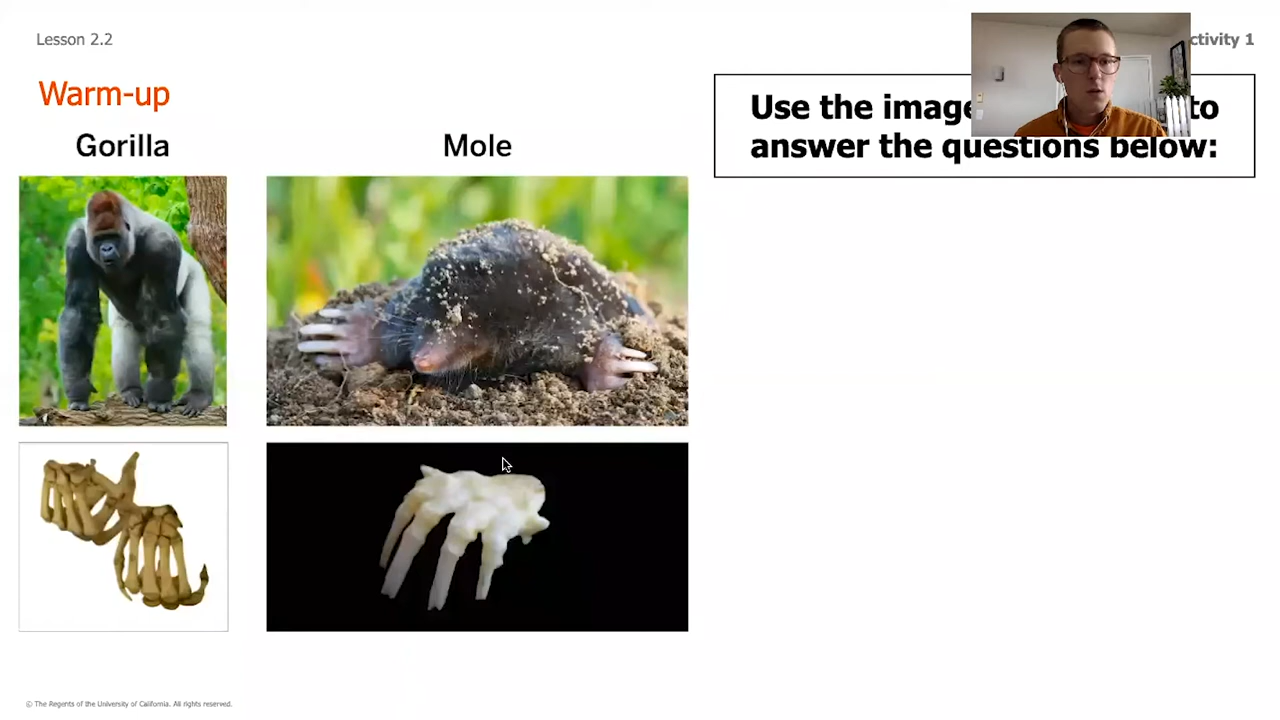 Lesson 2.2
ctivity 1
Warm-up
Gorilla
Mole
Use the image to
answer the questions below:
© The Regents of the University of California. All rights reserved.